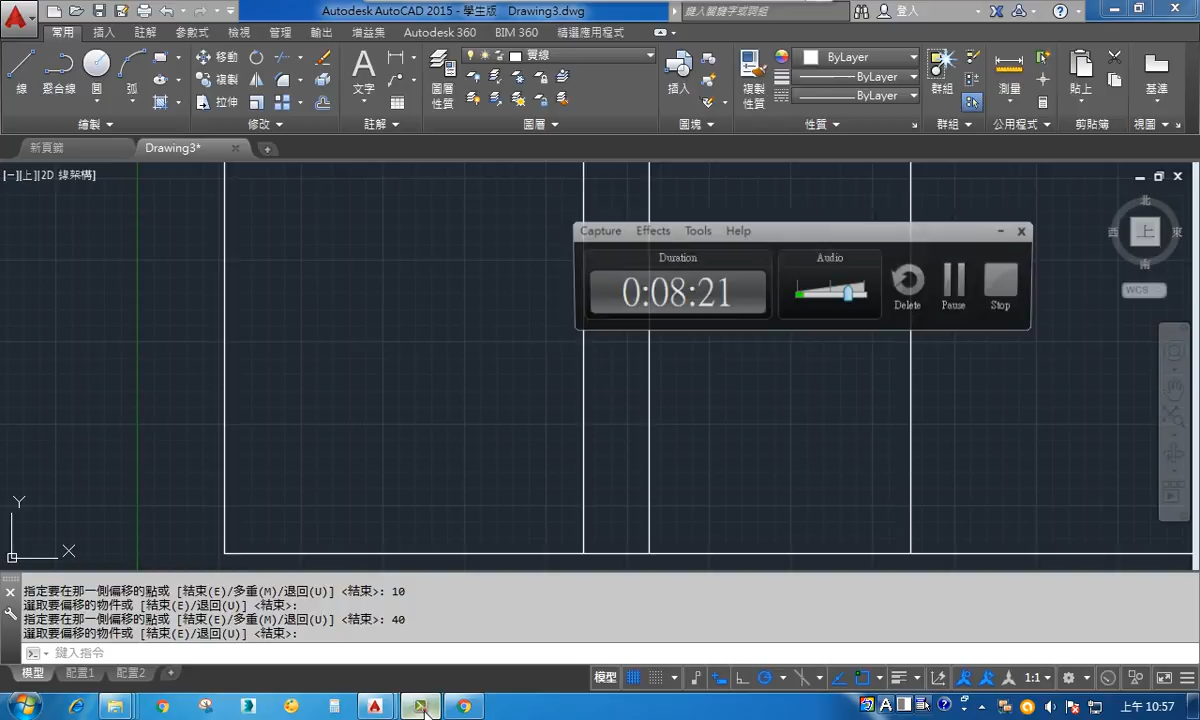 Autodesk AutoCAD 2015 - 學生版 Drawing3.dwg
鍵入關鍵字或詞組
登入
常用 插入 註解 參數式 檢視 管理 輸出 增益集 Autodesk 360 BIM 360 精選應用程式
線 聚合線 圓 弧
移動
複製
拉伸
文字
圖層
性質
實線
插入
複製
性質
ByLayer
ByLayer
ByLayer
群組
測量
貼上
基準
繪製 修改 註解 圖層 圖塊 性質 群組 公用程式 剪貼簿 視圖
新頁籤 Drawing3*
[−][上][2D 線架構]
北
西 上 東
南
WCS
Capture Effects Tools Help
Duration
0:08:21
Audio
Delete Pause Stop
Y
X
指定要在那一側偏移的點或 [結束(E)/多重(M)/退回(U)] <結束>: 10
選取要偏移的物件或 [結束(E)/退回(U)] <結束>:
指定要在那一側偏移的點或 [結束(E)/多重(M)/退回(U)] <結束>: 40
選取要偏移的物件或 [結束(E)/退回(U)] <結束>:
鍵入指令
模型 配置1 配置2
模型
1:1
上午 10:57